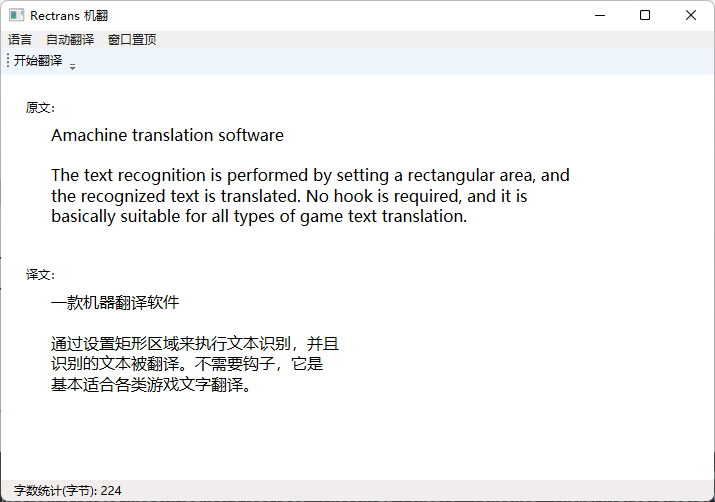 Rectrans 机翻
语言 自动翻译 窗口置顶
开始翻译
原文:
Amachine translation software
The text recognition is performed by setting a rectangular area, and
the recognized text is translated. No hook is required, and it is
basically suitable for all types of game text translation.
译文:
一款机器翻译软件
通过设置矩形区域来执行文本识别，并且
识别的文本被翻译。不需要钩子，它是
基本适合各类游戏文字翻译。
字数统计(字节): 224